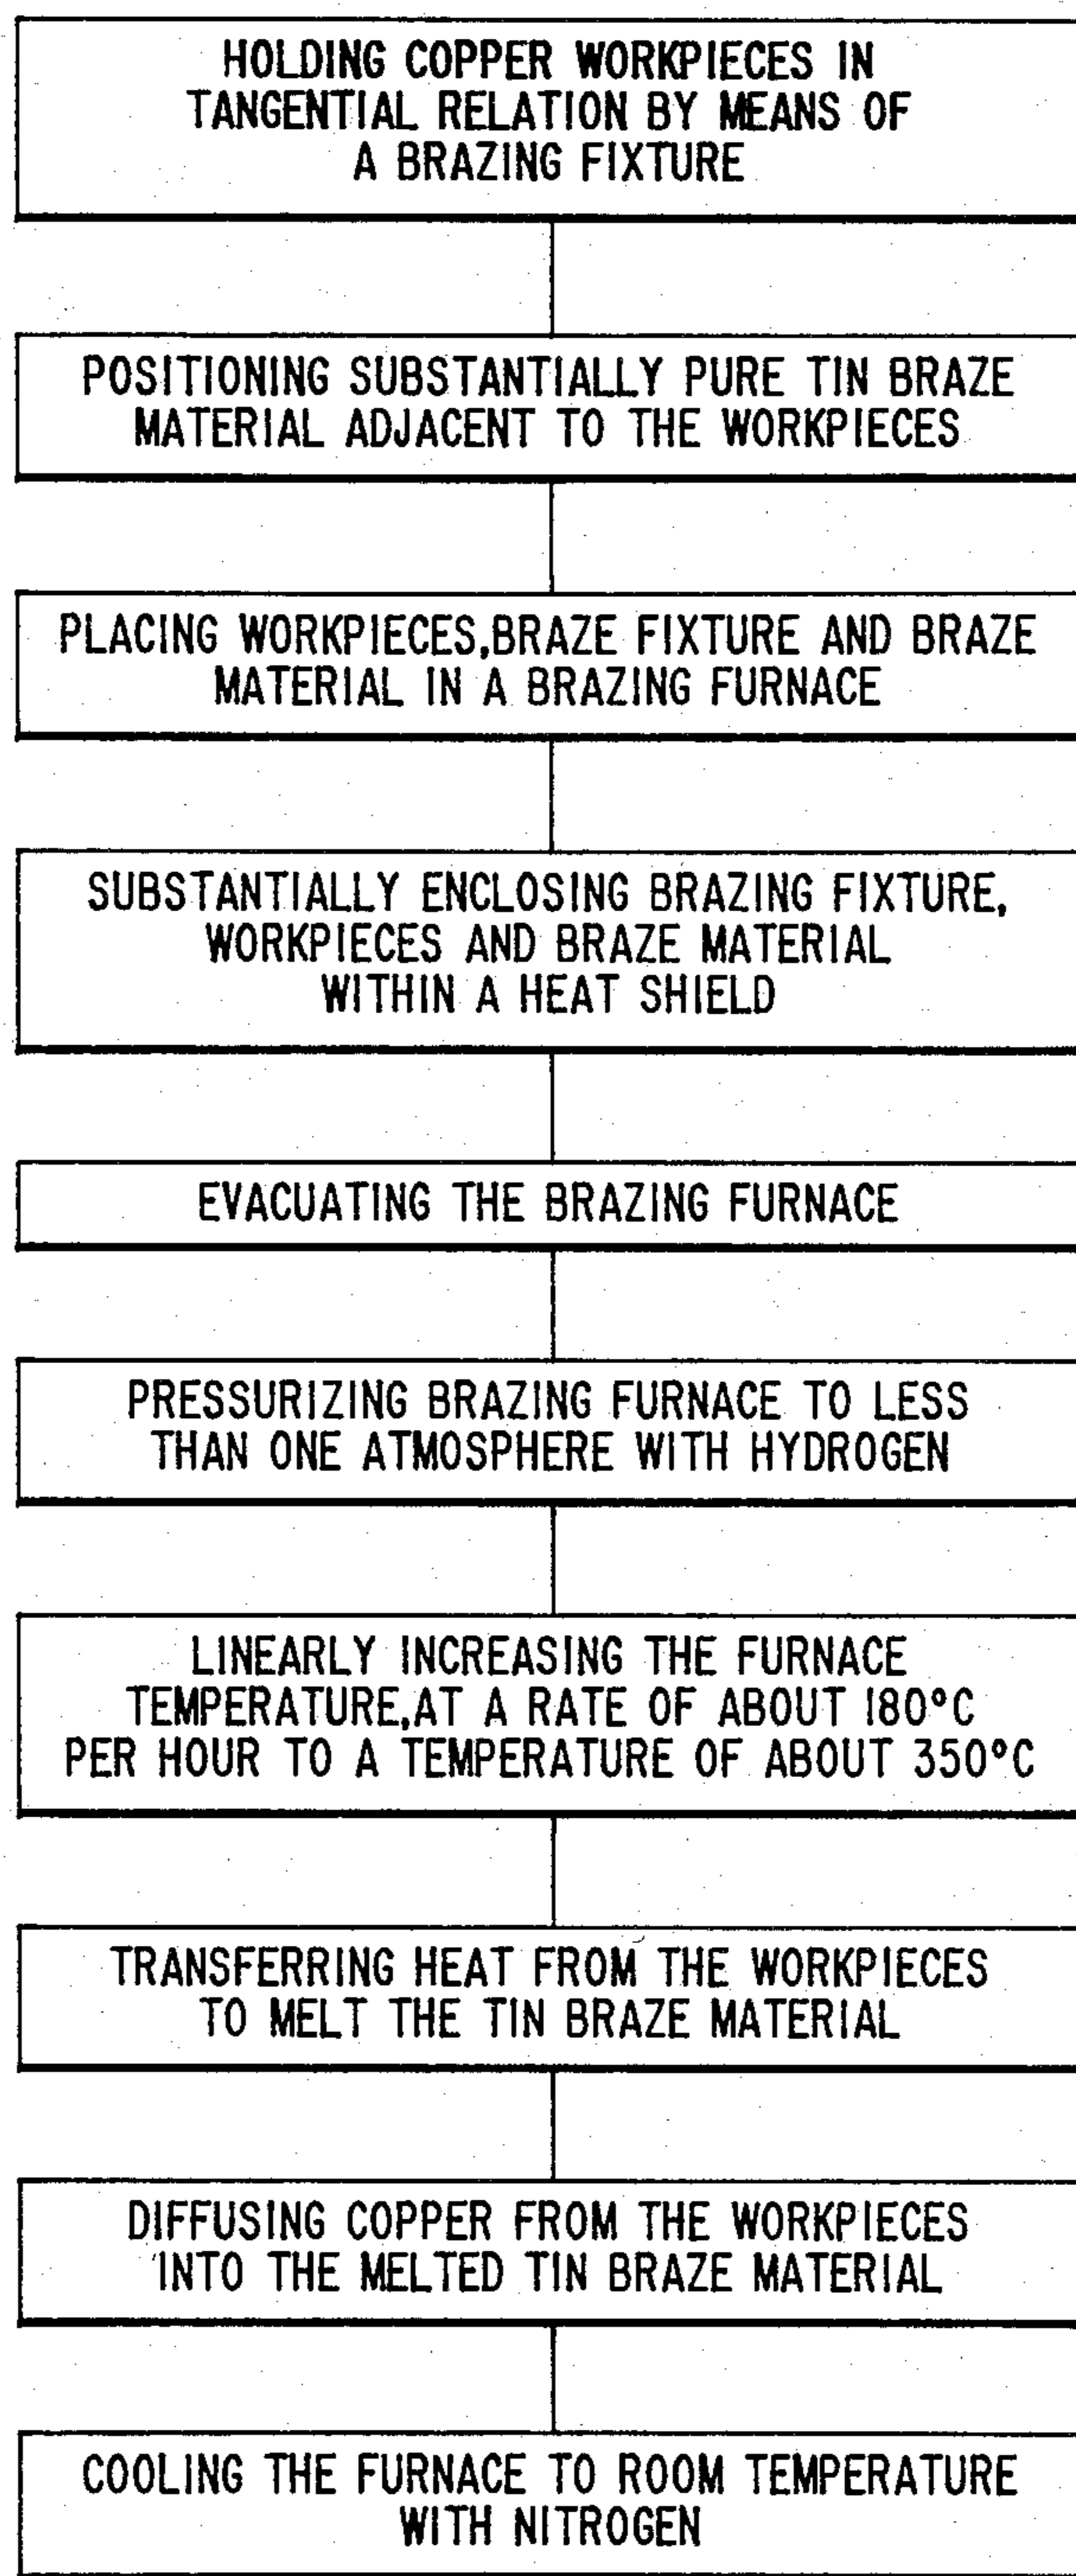 HOLDING COPPER WORKPIECES IN
TANGENTIAL RELATION BY MEANS OF
A BRAZING FIXTURE
POSITIONING SUBSTANTIALLY PURE TIN BRAZE
MATERIAL ADJACENT TO THE WORKPIECES
PLACING WORKPIECES,BRAZE FIXTURE AND BRAZE
MATERIAL IN A BRAZING FURNACE
SUBSTANTIALLY ENCLOSING BRAZING FIXTURE,
WORKPIECES AND BRAZE MATERIAL
WITHIN A HEAT SHIELD
EVACUATING THE BRAZING FURNACE
PRESSURIZING BRAZING FURNACE TO LESS
THAN ONE ATMOSPHERE WITH HYDROGEN
LINEARLY INCREASING THE FURNACE
TEMPERATURE,AT A RATE OF ABOUT 180°C
PER HOUR TO A TEMPERATURE OF ABOUT 350°C
TRANSFERRING HEAT FROM THE WORKPIECES
TO MELT THE TIN BRAZE MATERIAL
DIFFUSING COPPER FROM THE WORKPIECES
INTO THE MELTED TIN BRAZE MATERIAL
COOLING THE FURNACE TO ROOM TEMPERATURE
WITH NITROGEN